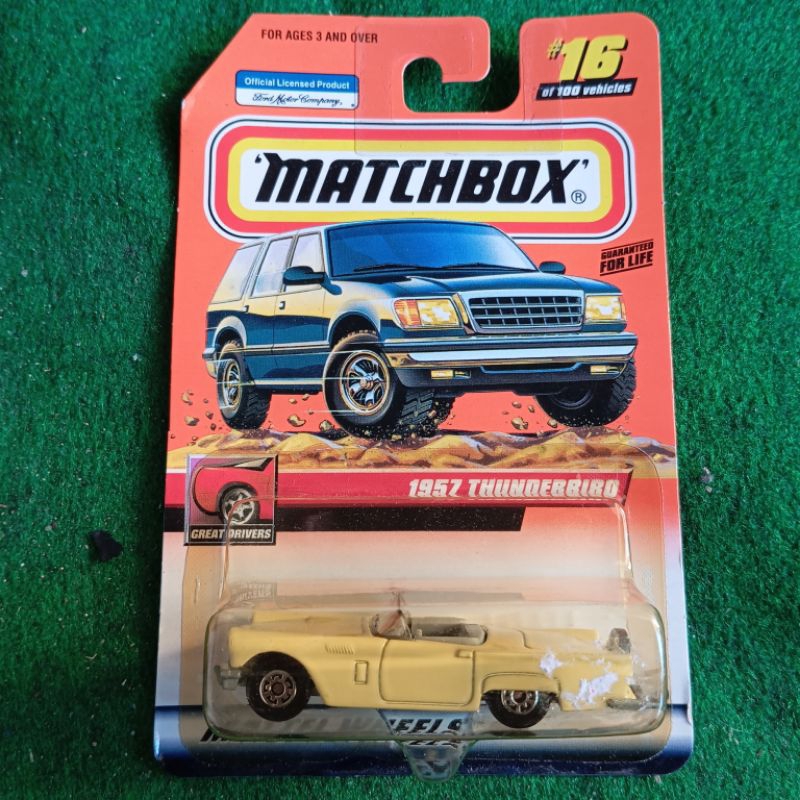 FOR AGES 3 AND OVER
Official Licensed Product
Ford Motor Company,
#16
of 100 vehicles
'MATCHBOX'®
GUARANTEED
FOR LIFE
1957 THUNDERBIRD
GREAT DRIVERS
WHEELS